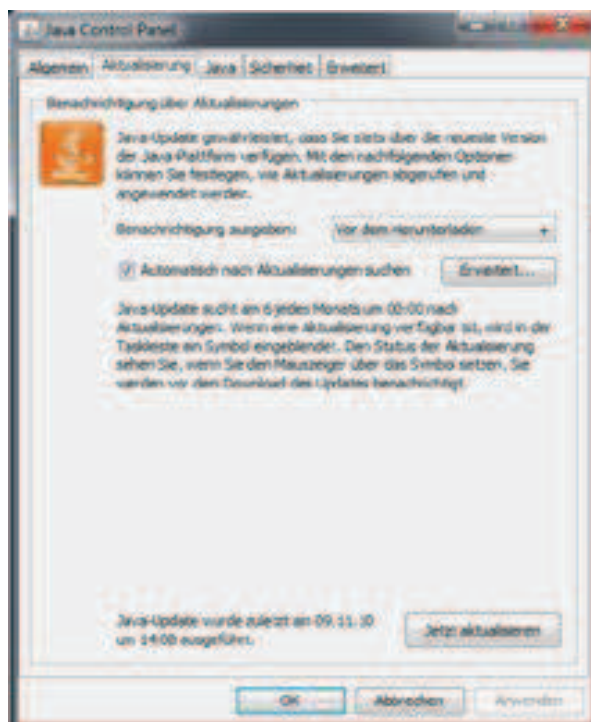 Java Control Panel
Allgemein Aktualisierung Java Sicherheit Erweitert
Benachrichtigung über Aktualisierungen
Java-Update gewährleistet, dass Sie stets über die neueste Version
der Java-Plattform verfügen. Mit den nachfolgenden Optionen
können Sie festlegen, wie Aktualisierungen abgerufen und
angewendet werden.
Benachrichtigung ausgeben: Vor dem Herunterladen
Automatisch nach Aktualisierungen suchen Erweitert...
Java-Update sucht am 6 jedes Monats um 00:00 nach
Aktualisierungen. Wenn eine Aktualisierung verfügbar ist, wird in der
Taskleiste ein Symbol eingeblendet. Den Status der Aktualisierung
sehen Sie, wenn Sie den Mauszeiger über das Symbol setzen. Sie
werden vor dem Download des Updates benachrichtigt.
Java-Update wurde zuletzt am 09.11.10
um 14:00 ausgeführt.
Jetzt aktualisieren
OK Abbrechen Anwenden